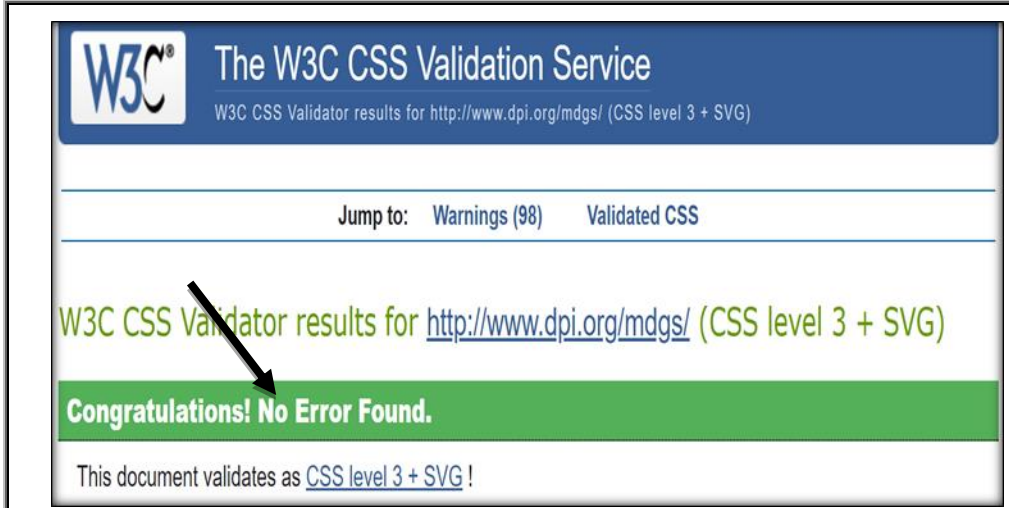 W3C®
The W3C CSS Validation Service
W3C CSS Validator results for http://www.dpi.org/mdgs/ (CSS level 3 + SVG)
Jump to: Warnings (98) Validated CSS
W3C CSS Validator results for http://www.dpi.org/mdgs/ (CSS level 3 + SVG)
Congratulations! No Error Found.
This document validates as CSS level 3 + SVG !